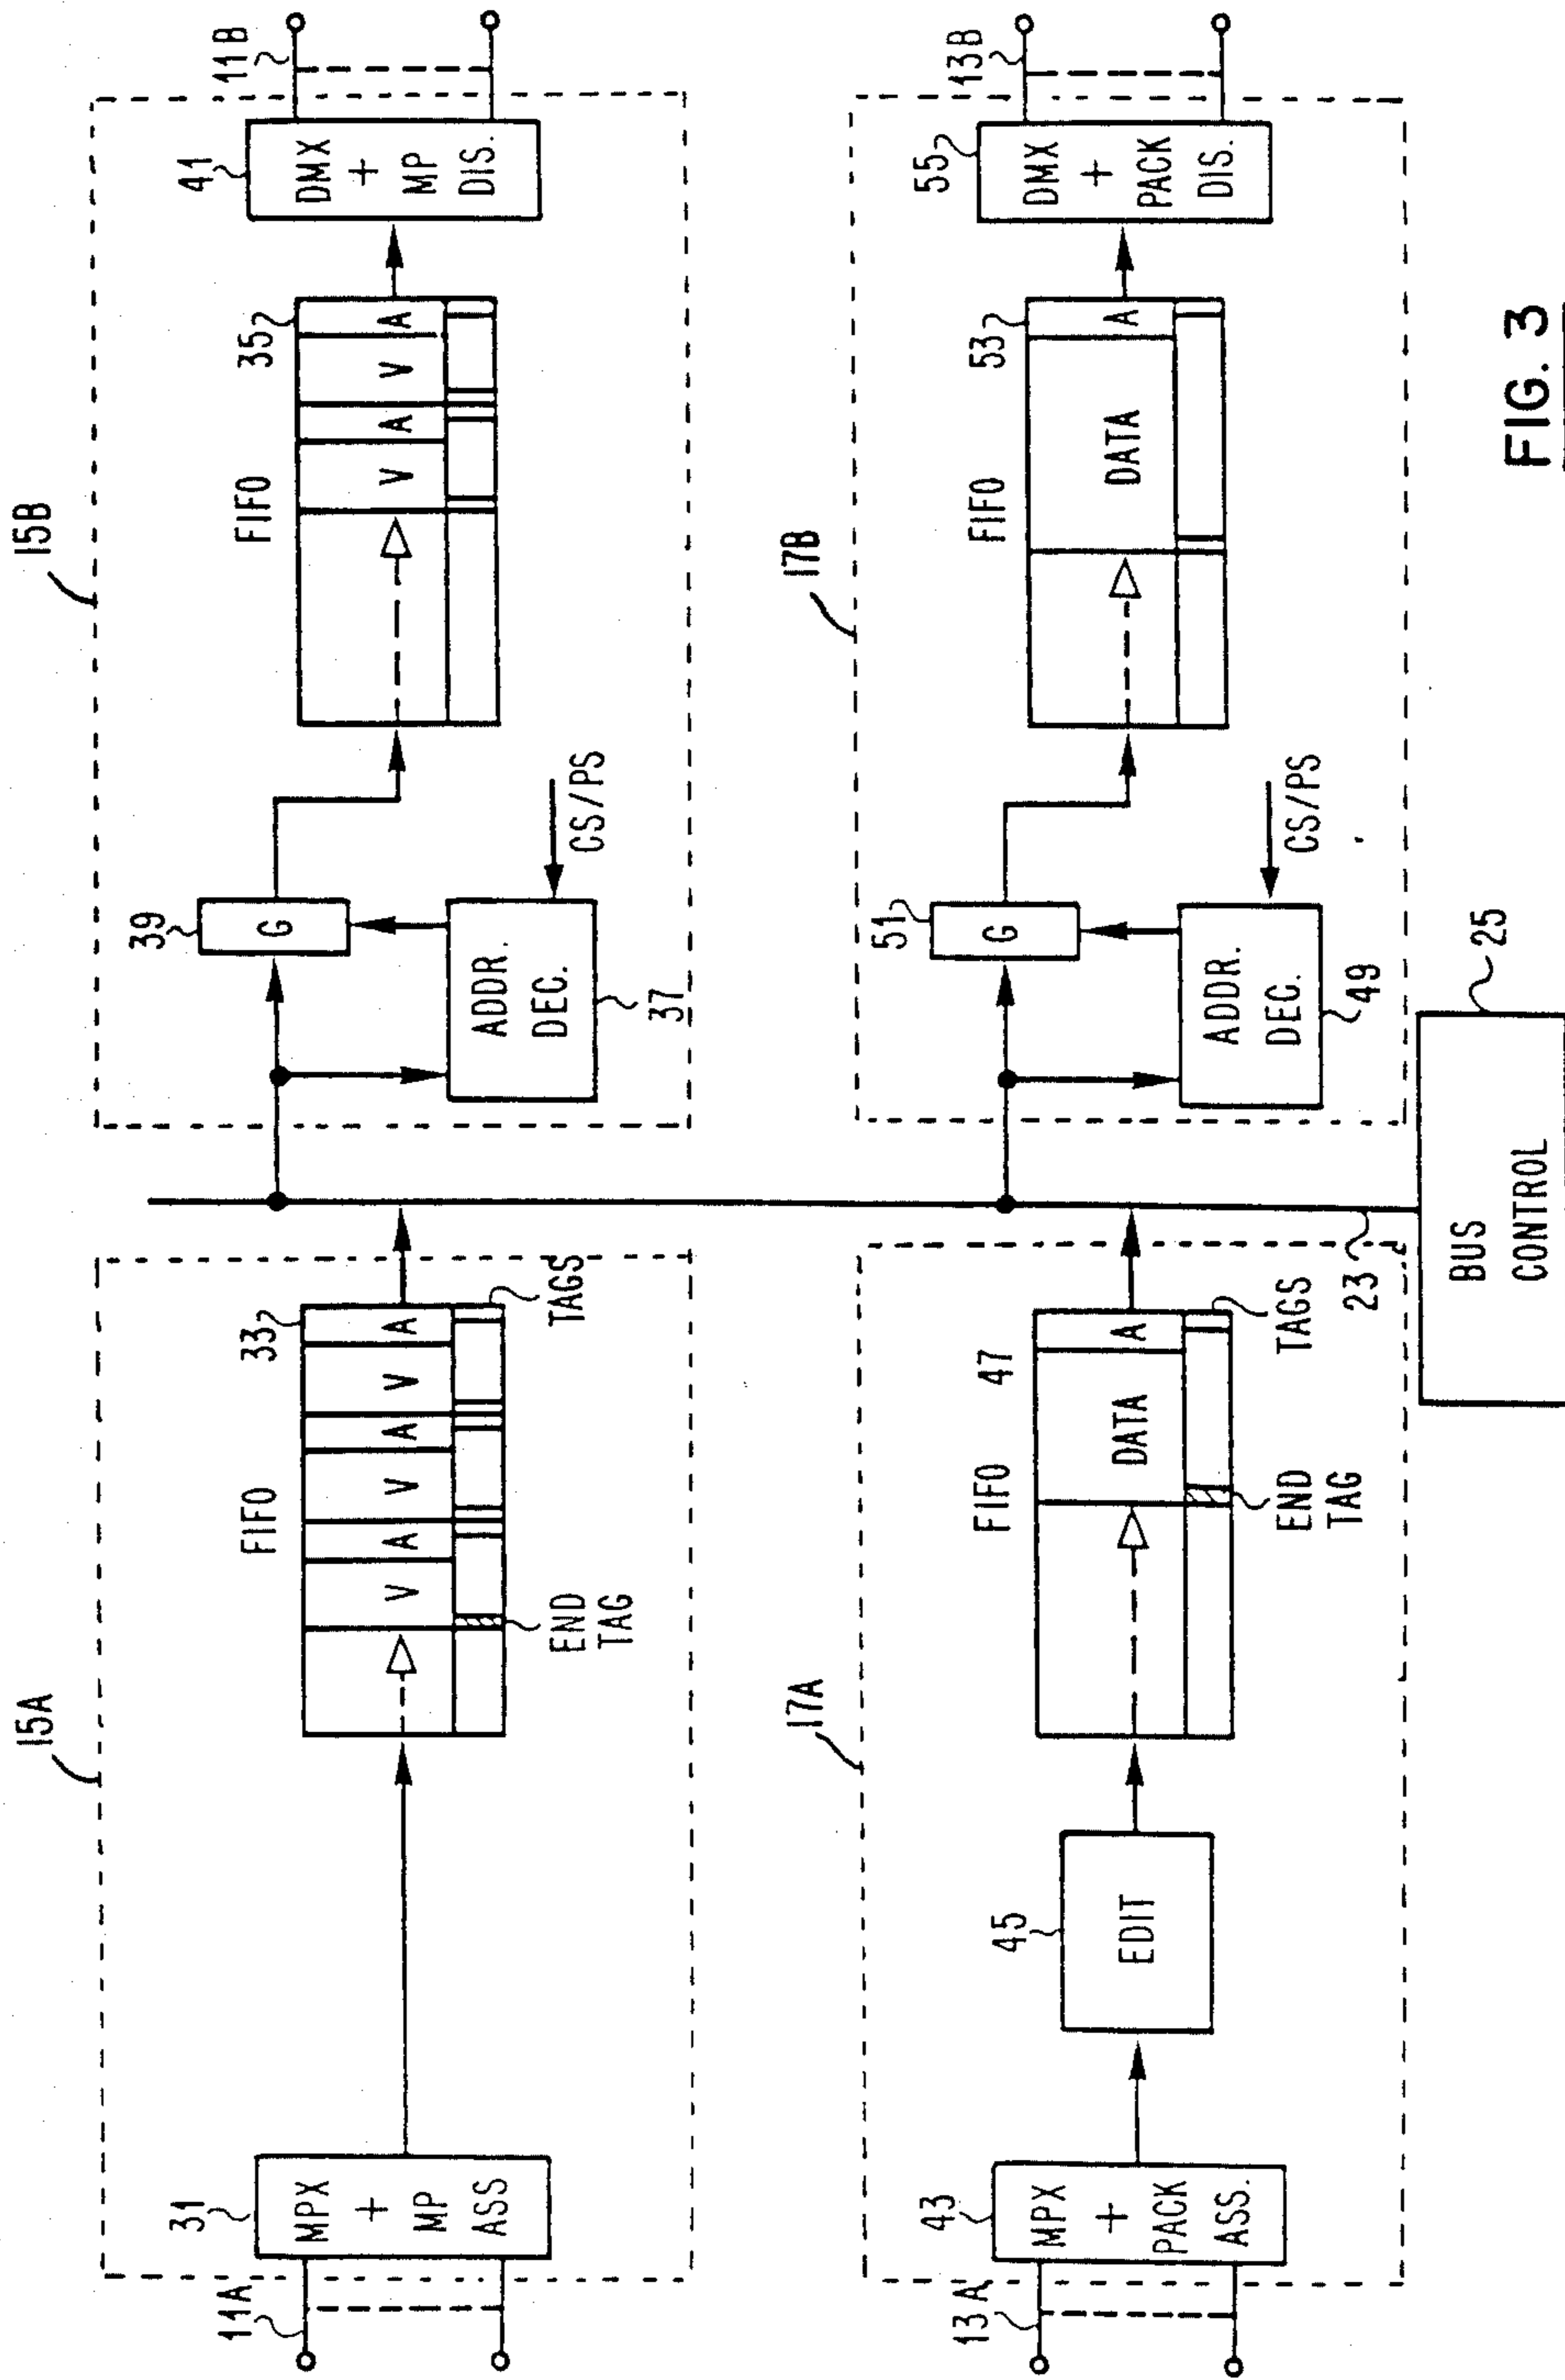 15A
11A
31
MPX
+
MP
ASS
FIFO
33
V
A
V
A
V
A
END
TAG
TAGS
15B
39
G
ADDR.
DEC.
37
CS/PS
FIFO
35
V
A
V
A
41
DMX
+
MP
DIS.
11B
17A
13A
43
MPX
+
PACK
ASS.
45
EDIT
FIFO
47
DATA
A
END
TAG
TAGS
23
17B
51
G
ADDR.
DEC.
49
CS/PS
FIFO
53
DATA
A
55
DMX
+
PACK
DIS.
13B
BUS
CONTROL
25
FIG. 3